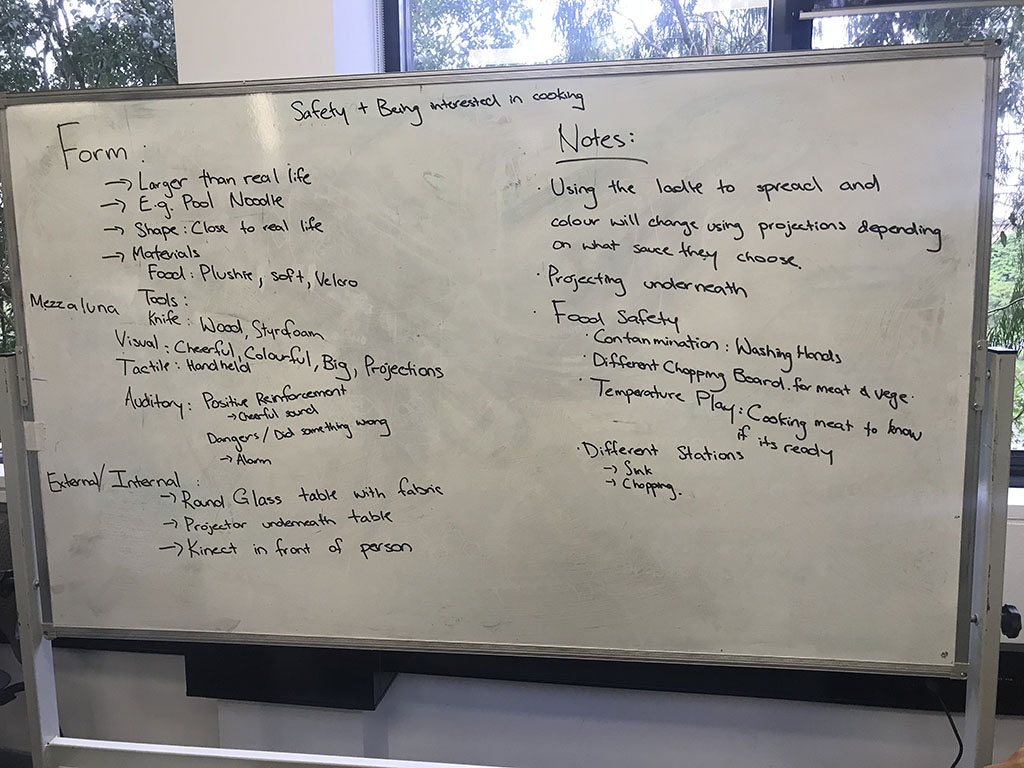 Safety + Being interested in cooking
Form :
→ Larger than real life
→ E.g. Pool Noodle
→ Shape : Close to real life
→ Materials
Food : Plushie, soft, Velcro
Mezzaluna
Tools :
Knife : Wood, Styrofoam
Visual : Cheerful, Colourful, Big, Projections
Tactile : Handheld
Auditory : Positive Reinforcement
→ Cheerful sound
Dangers / Did something wrong
→ Alarm
External / Internal :
→ Round Glass table with fabric
→ Projector underneath table
→ Kinect in front of person
Notes:
· Using the ladle to spread and
colour will change using projections depending
on what sauce they choose.
· Projecting underneath
· Food Safety
· Contamination : Washing Hands
· Different Chopping Board. for meat & vege.
· Temperature Play : Cooking meat to know
if its ready
· Different Stations
→ Sink
→ Chopping.